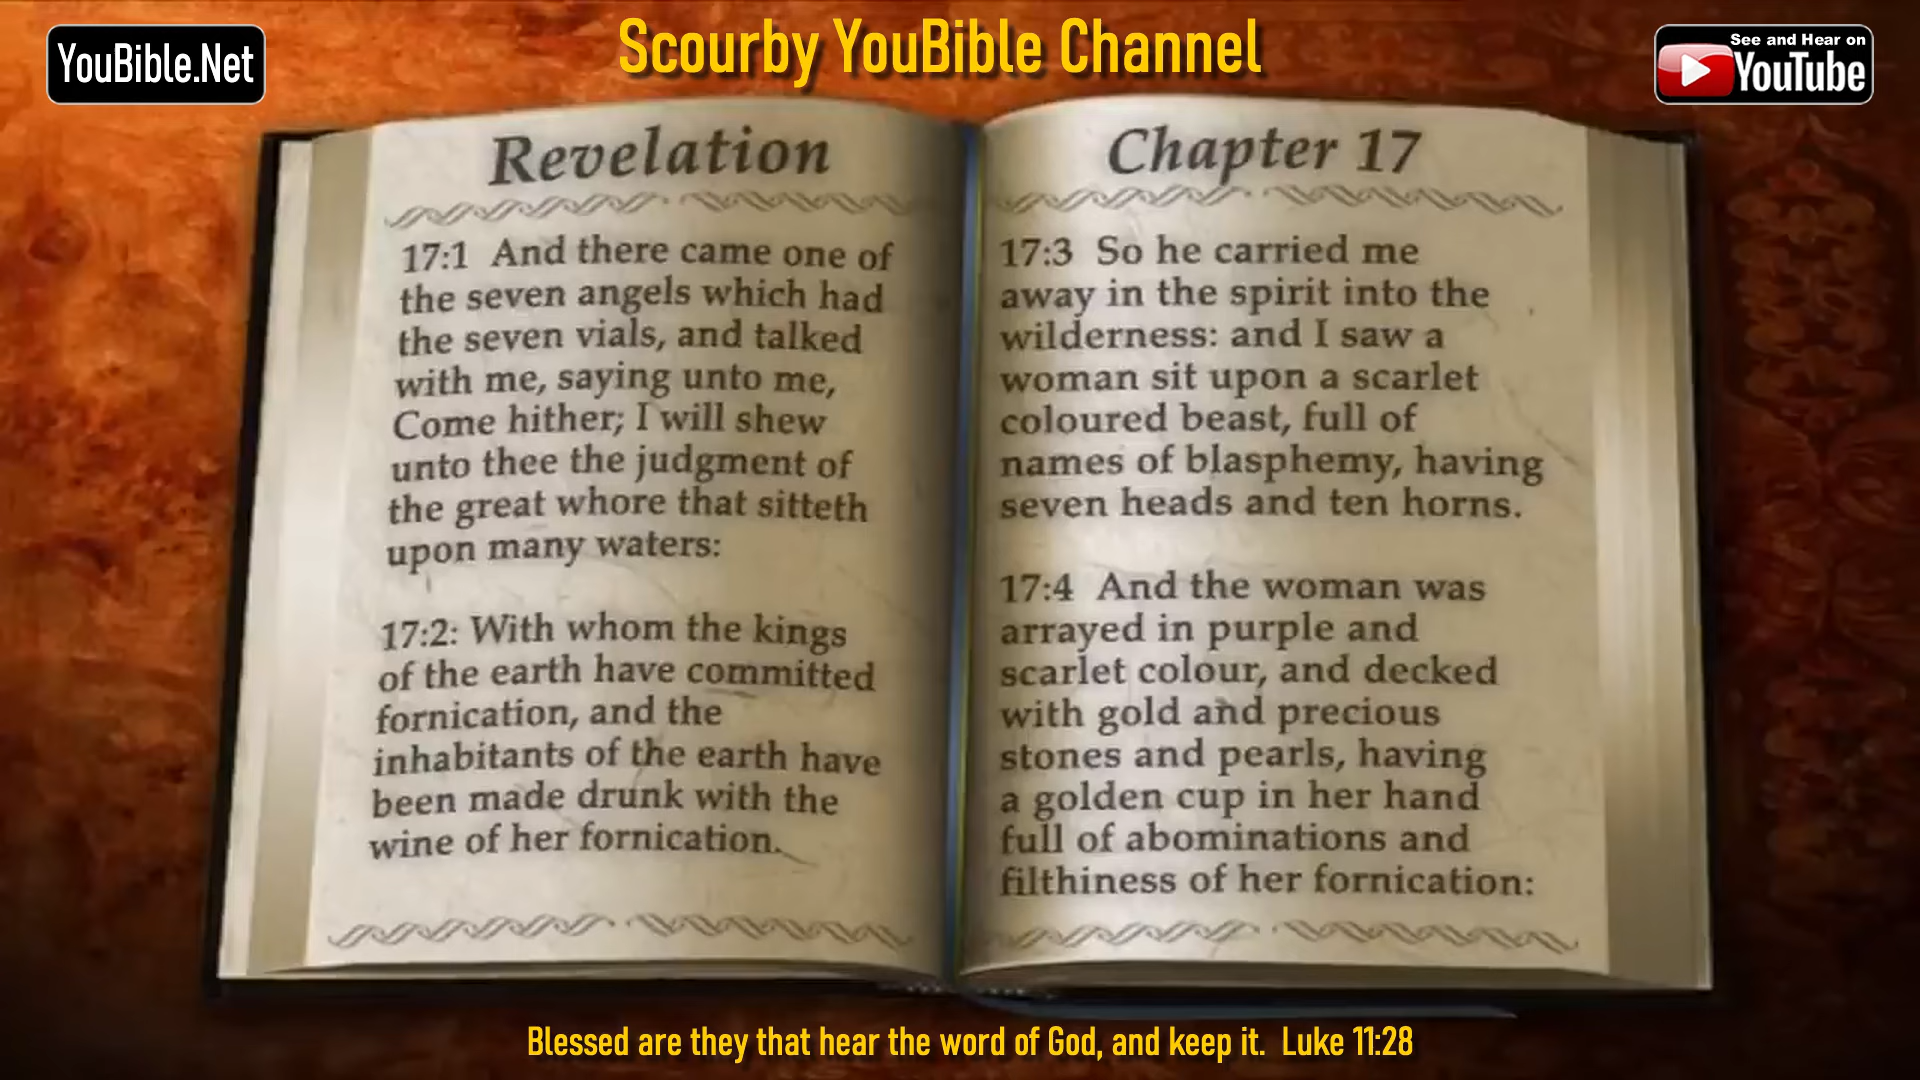 YouBible.Net
Scourby YouBible Channel
See and Hear on
YouTube
Revelation
17:1 And there came one of
the seven angels which had
the seven vials, and talked
with me, saying unto me,
Come hither; I will shew
unto thee the judgment of
the great whore that sitteth
upon many waters:
17:2: With whom the kings
of the earth have committed
fornication, and the
inhabitants of the earth have
been made drunk with the
wine of her fornication.
Chapter 17
17:3 So he carried me
away in the spirit into the
wilderness: and I saw a
woman sit upon a scarlet
coloured beast, full of
names of blasphemy, having
seven heads and ten horns.
17:4 And the woman was
arrayed in purple and
scarlet colour, and decked
with gold and precious
stones and pearls, having
a golden cup in her hand
full of abominations and
filthiness of her fornication:
Blessed are they that hear the word of God, and keep it. Luke 11:28